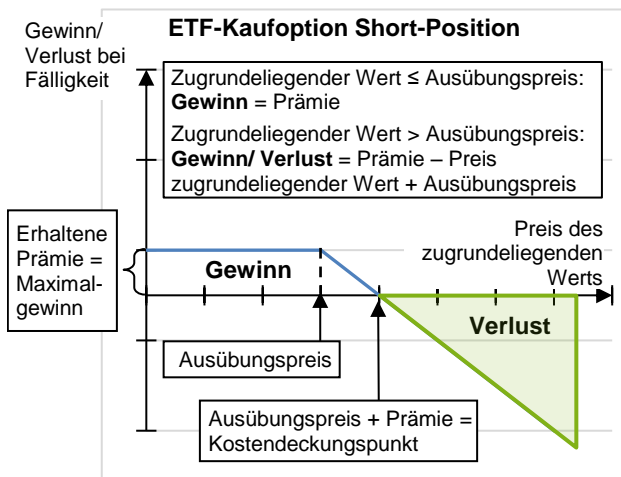 ETF-Kaufoption Short-Position
Gewinn/
Verlust bei
Fälligkeit
Zugrundeliegender Wert ≤ Ausübungspreis:
Gewinn = Prämie
Zugrundeliegender Wert > Ausübungspreis:
Gewinn/ Verlust = Prämie – Preis
zugrundeliegender Wert + Ausübungspreis
Erhaltene
Prämie =
Maximal-
gewinn
Gewinn
Preis des
zugrundeliegenden
Werts
Verlust
Ausübungspreis
Ausübungspreis + Prämie =
Kostendeckungspunkt